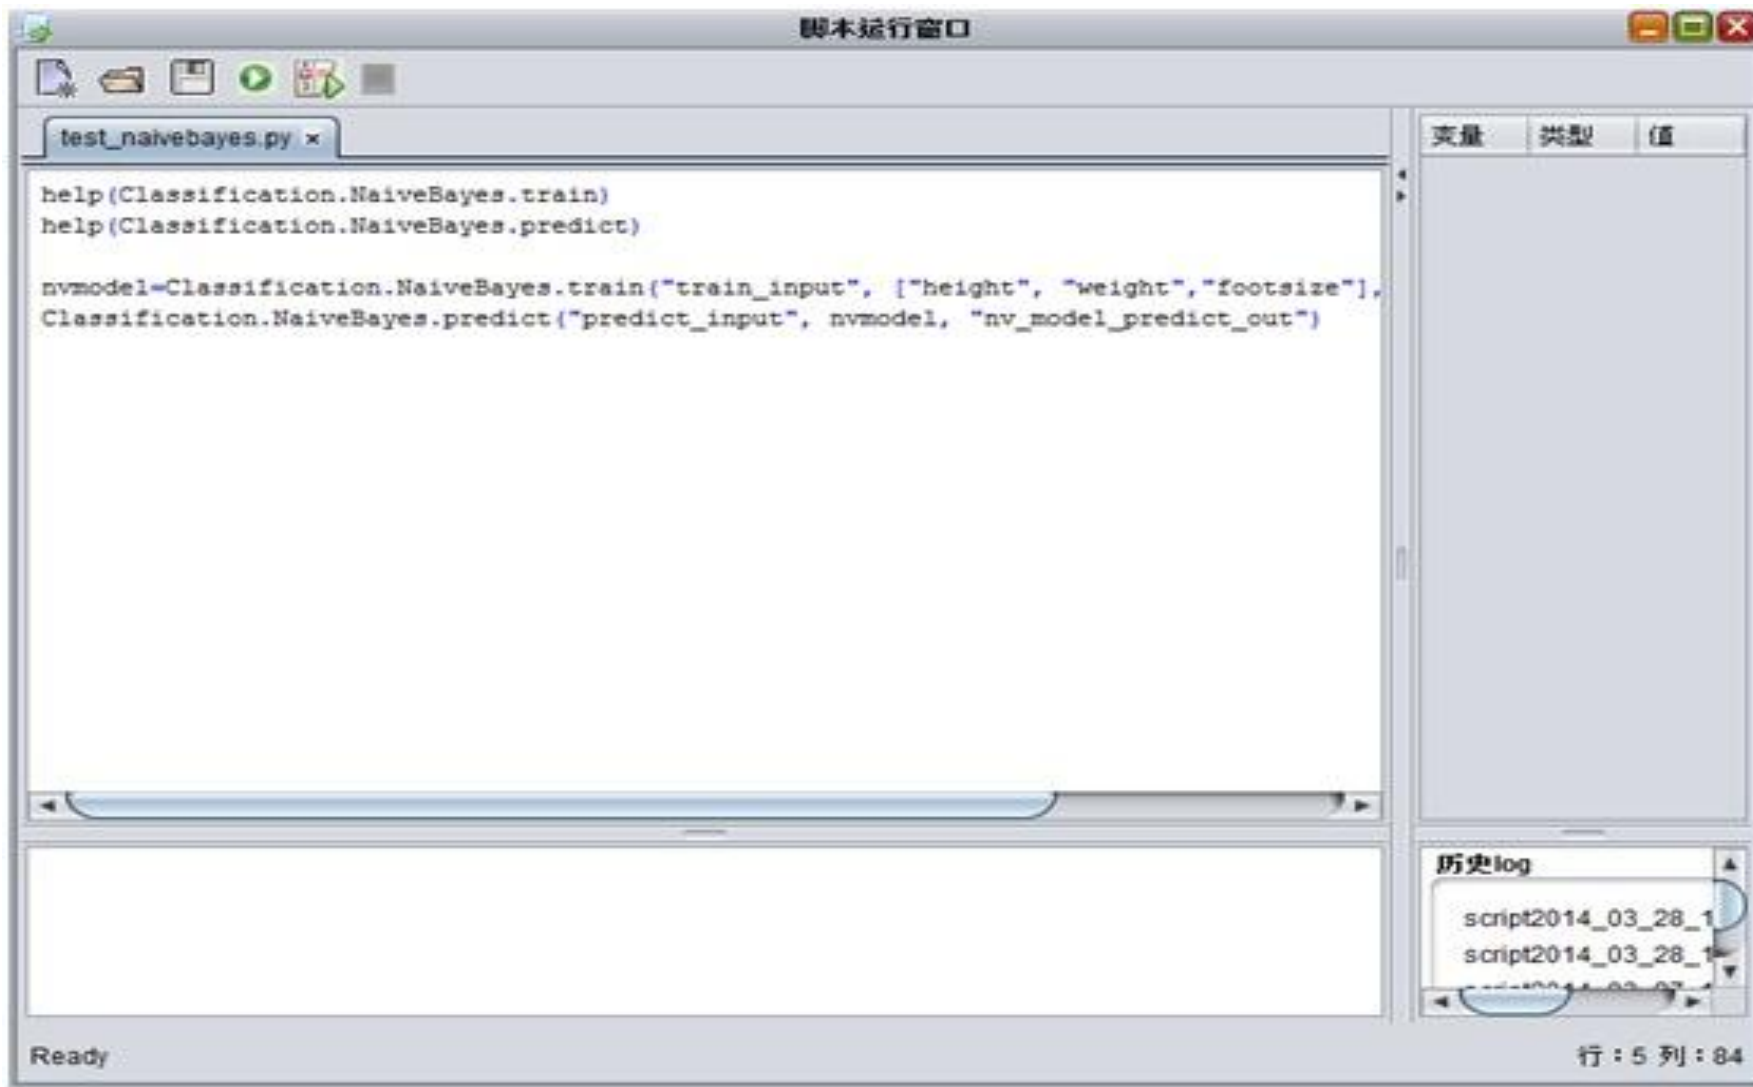 脚本运行窗口
test_naivebayes.py ×
help(Classification.NaiveBayes.train)
help(Classification.NaiveBayes.predict)
nvmodel=Classification.NaiveBayes.train("train_input", ["height", "weight","footsize"],
Classification.NaiveBayes.predict("predict_input", nvmodel, "nv_model_predict_out")
变量 类型 值
历史log
script2014_03_28_1
script2014_03_28_1
Ready
行：5 列：84